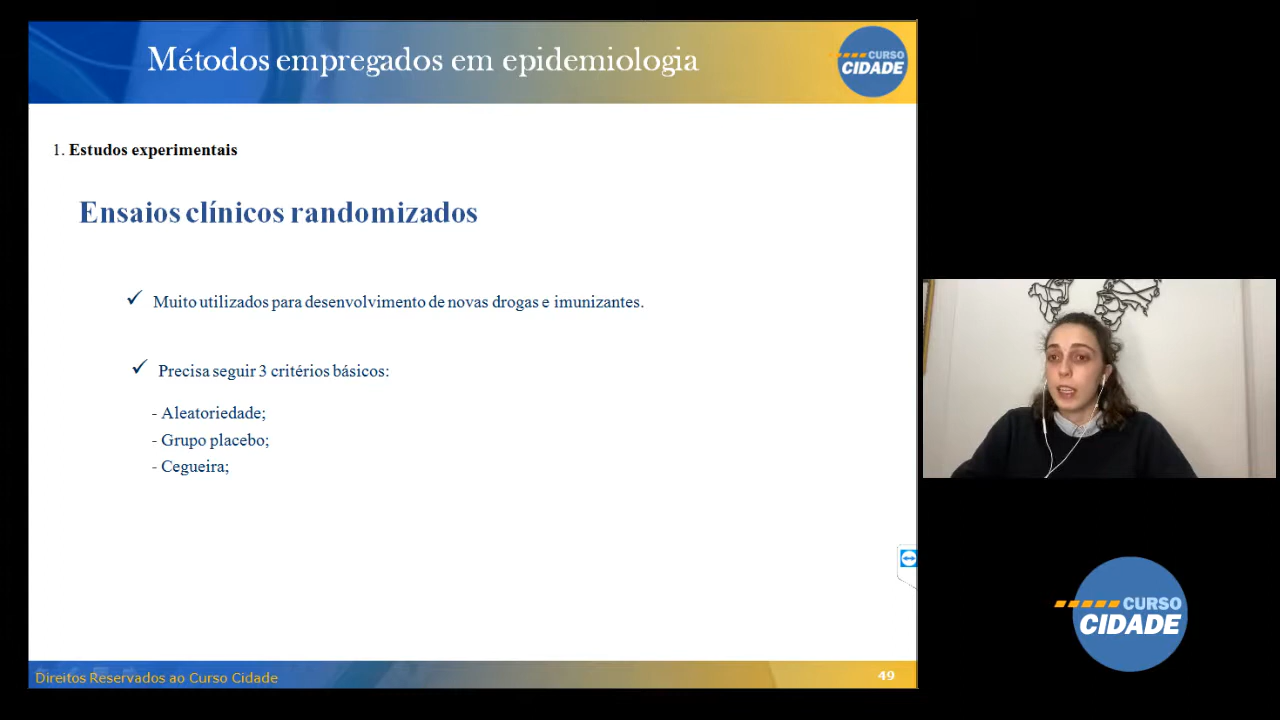 Métodos empregados em epidemiologia
CURSO
CIDADE
1. Estudos experimentais
Ensaios clínicos randomizados
✓ Muito utilizados para desenvolvimento de novas drogas e imunizantes.
✓ Precisa seguir 3 critérios básicos:
- Aleatoriedade;
- Grupo placebo;
- Cegueira;
Direitos Reservados ao Curso Cidade
49
CURSO
CIDADE